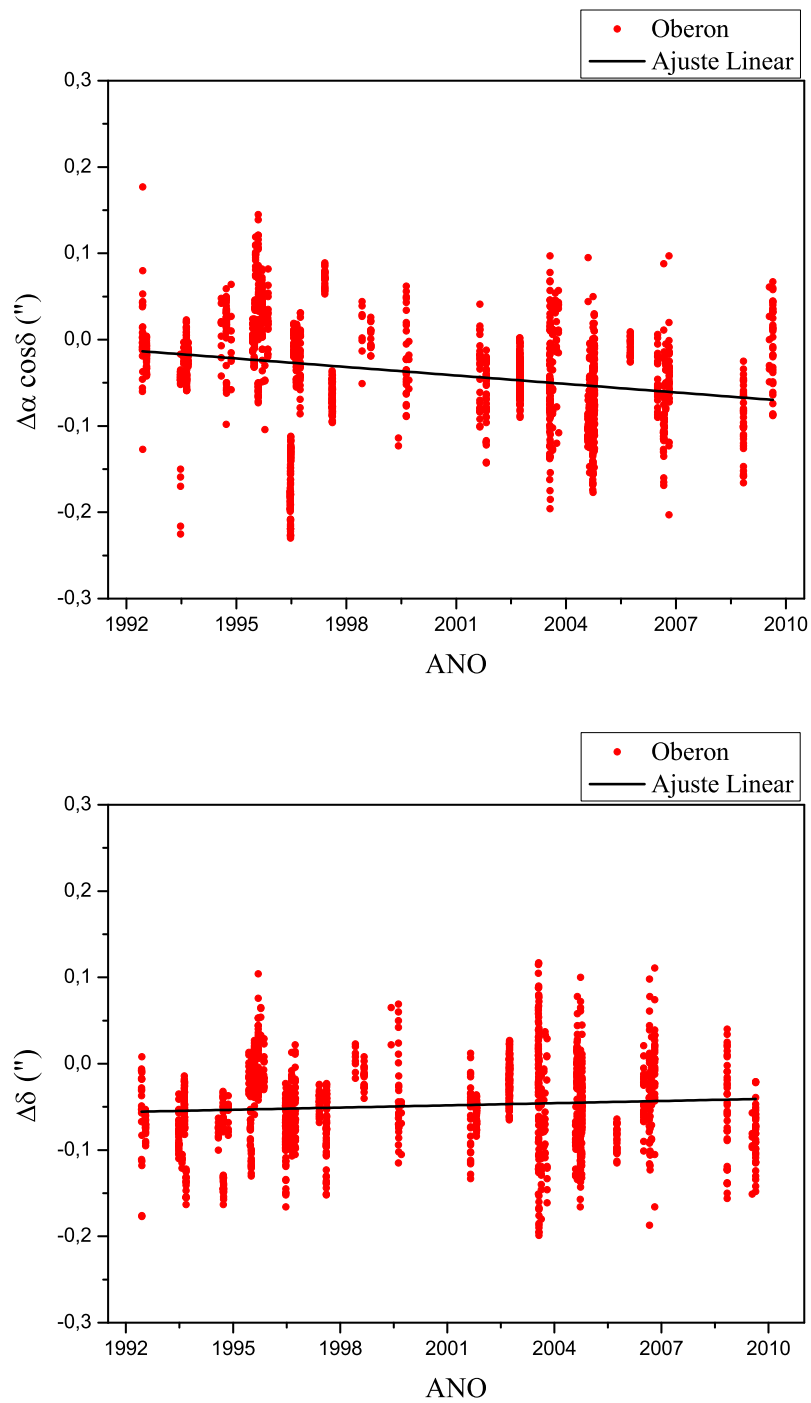 Oberon
Ajuste Linear
0,3
0,2
0,1
0,0
-0,1
-0,2
-0,3
Δα cosδ (")
1992 1995 1998 2001 2004 2007 2010
ANO
Oberon
Ajuste Linear
0,3
0,2
0,1
0,0
-0,1
-0,2
-0,3
Δδ (")
1992 1995 1998 2001 2004 2007 2010
ANO